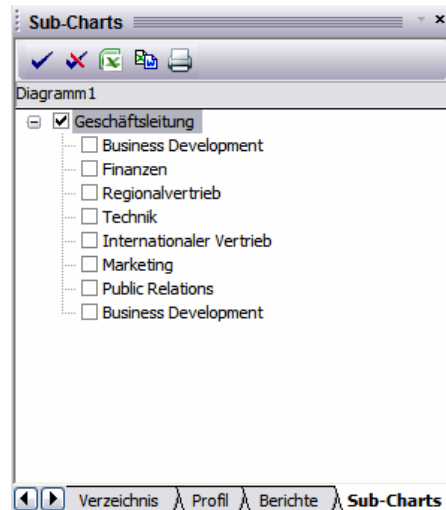 Sub-Charts
Diagramm1
Geschäftsleitung
Business Development
Finanzen
Regionalvertrieb
Technik
Internationaler Vertrieb
Marketing
Public Relations
Business Development
Verzeichnis Profil Berichte Sub-Charts